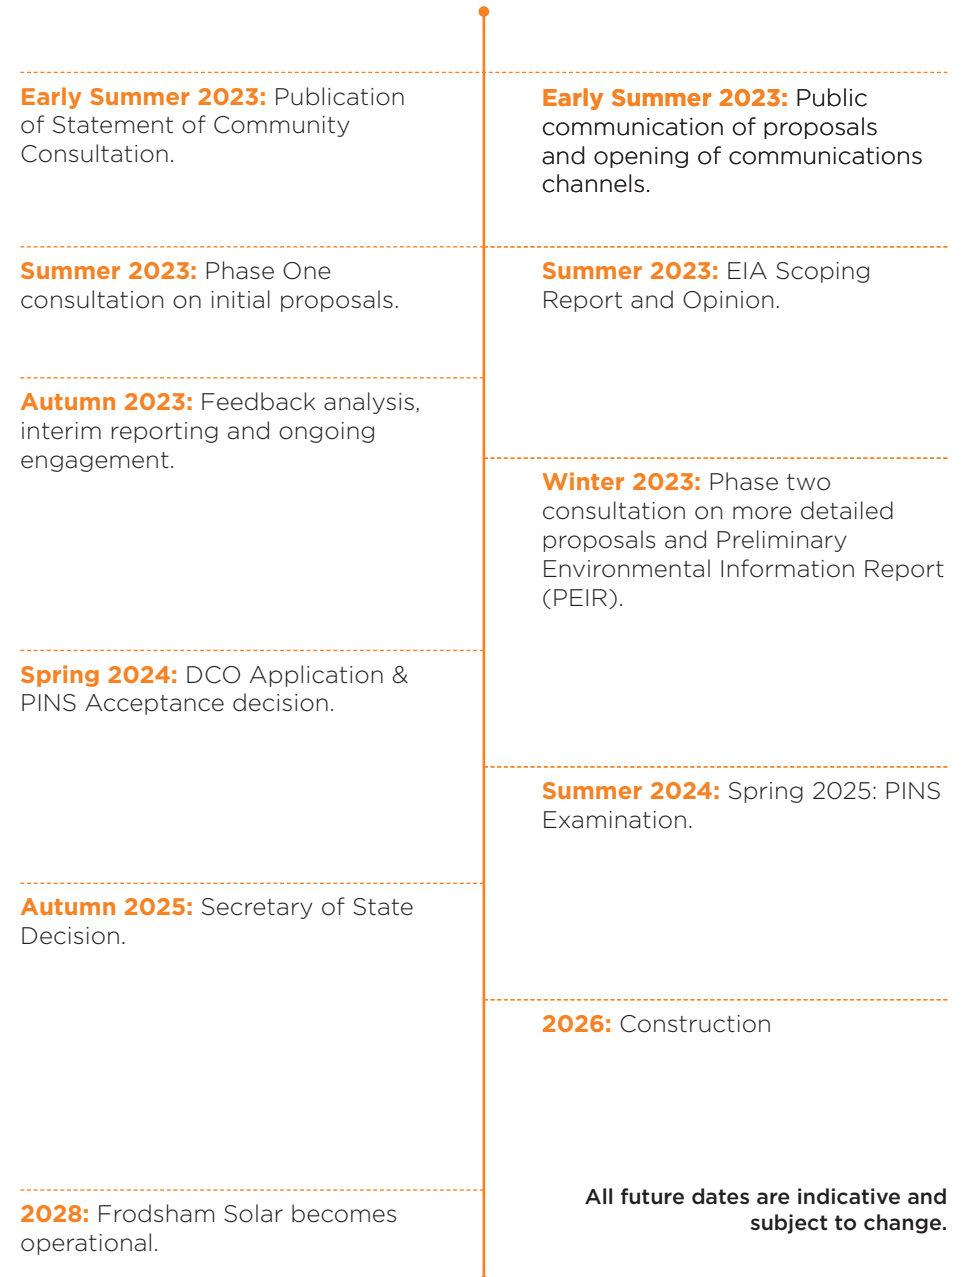 Early Summer 2023: Publication
of Statement of Community
Consultation.
Early Summer 2023: Public
communication of proposals
and opening of communications
channels.
Summer 2023: Phase One
consultation on initial proposals.
Summer 2023: EIA Scoping
Report and Opinion.
Autumn 2023: Feedback analysis,
interim reporting and ongoing
engagement.
Winter 2023: Phase two
consultation on more detailed
proposals and Preliminary
Environmental Information Report
(PEIR).
Spring 2024: DCO Application &
PINS Acceptance decision.
Summer 2024: Spring 2025: PINS
Examination.
Autumn 2025: Secretary of State
Decision.
2026: Construction
2028: Frodsham Solar becomes
operational.
All future dates are indicative and
subject to change.